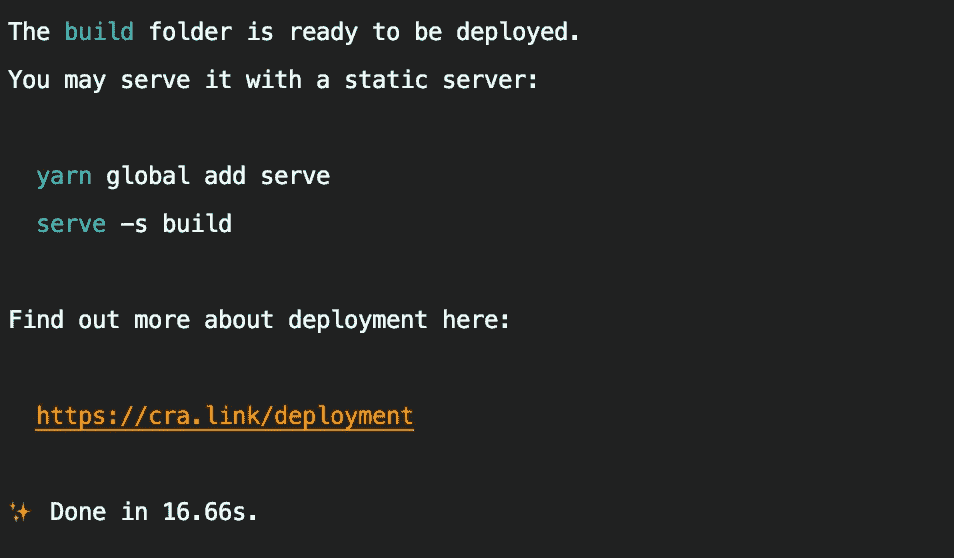 The build folder is ready to be deployed.
You may serve it with a static server:
yarn global add serve
serve -s build
Find out more about deployment here:
https://cra.link/deployment
✨ Done in 16.66s.